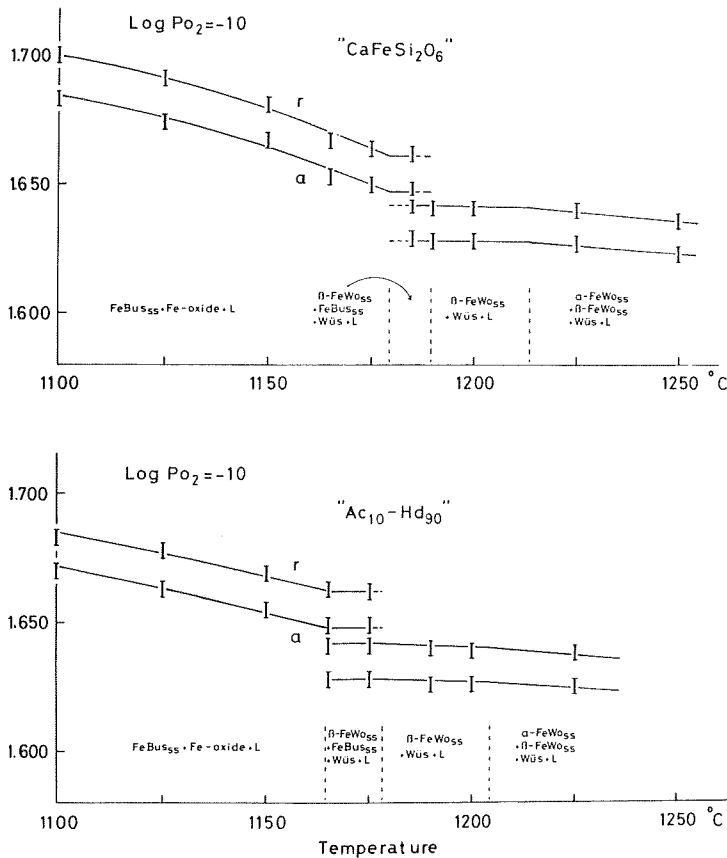 Log Po₂=-10
"CaFeSi₂O₆"
1.700
r
1.650
a
1.600
FeBuSss+Fe-oxide+L
β-FeWoss
+FeBusss
+Wüs+L
β-FeWoss
+Wüs+L
α-FeWoss
+β-FeWoss
+Wüs+L
1100
1150
1200
1250 °C
Log Po₂=-10
"Ac₁₀-Hd₉₀"
1.700
r
1.650
a
1.600
FeBusss+Fe-oxide+L
β-FeWoss
+FeBusss
+Wüs+L
β-FeWoss
+Wüs+L
α-FeWoss
+β-FeWoss
+Wüs+L
1100
1150
1200
1250 °C
Temperature